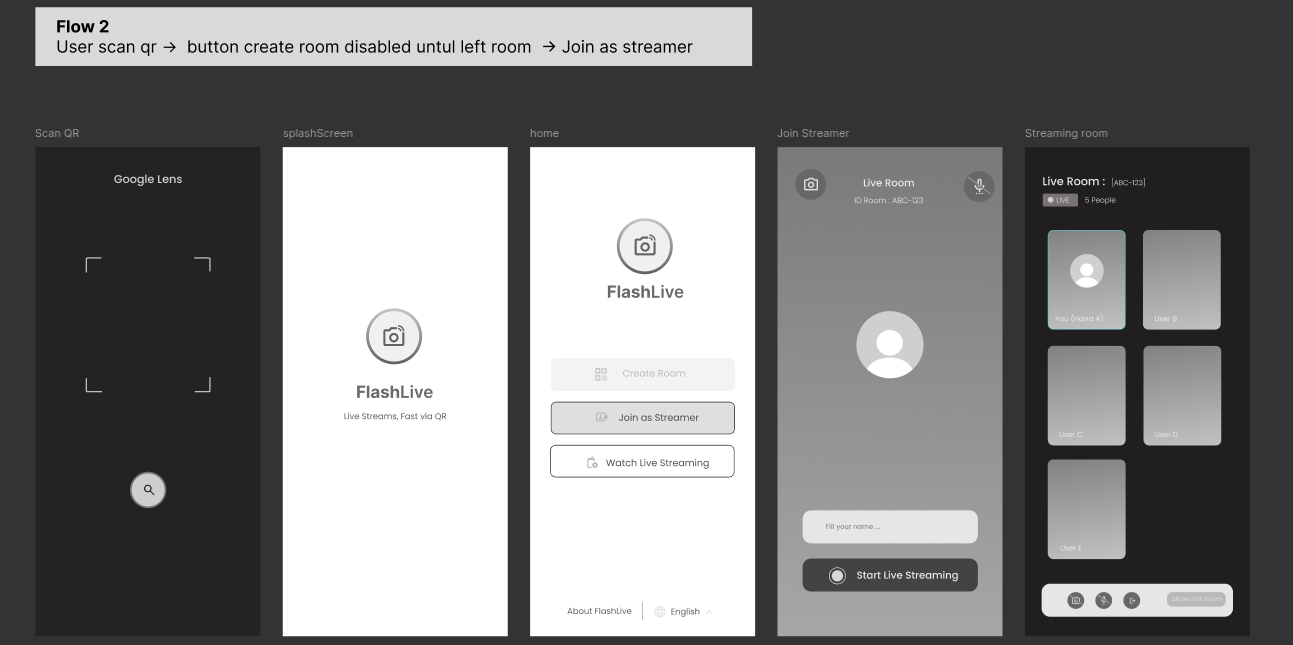 Flow 2
User scan qr → button create room disabled untul left room → Join as streamer
Scan QR
Google Lens
splashScreen
FlashLive
Live Streams, Fast via QR
home
FlashLive
Create Room
Join as Streamer
Watch Live Streaming
About FlashLive
English
Join Streamer
Live Room
ID Room : ABC-123
Fill your name ...
Start Live Streaming
Streaming room
Live Room : [ABC-123]
LIVE 5 People
You (Hana A)
User B
User C
User D
User E
Share link Room